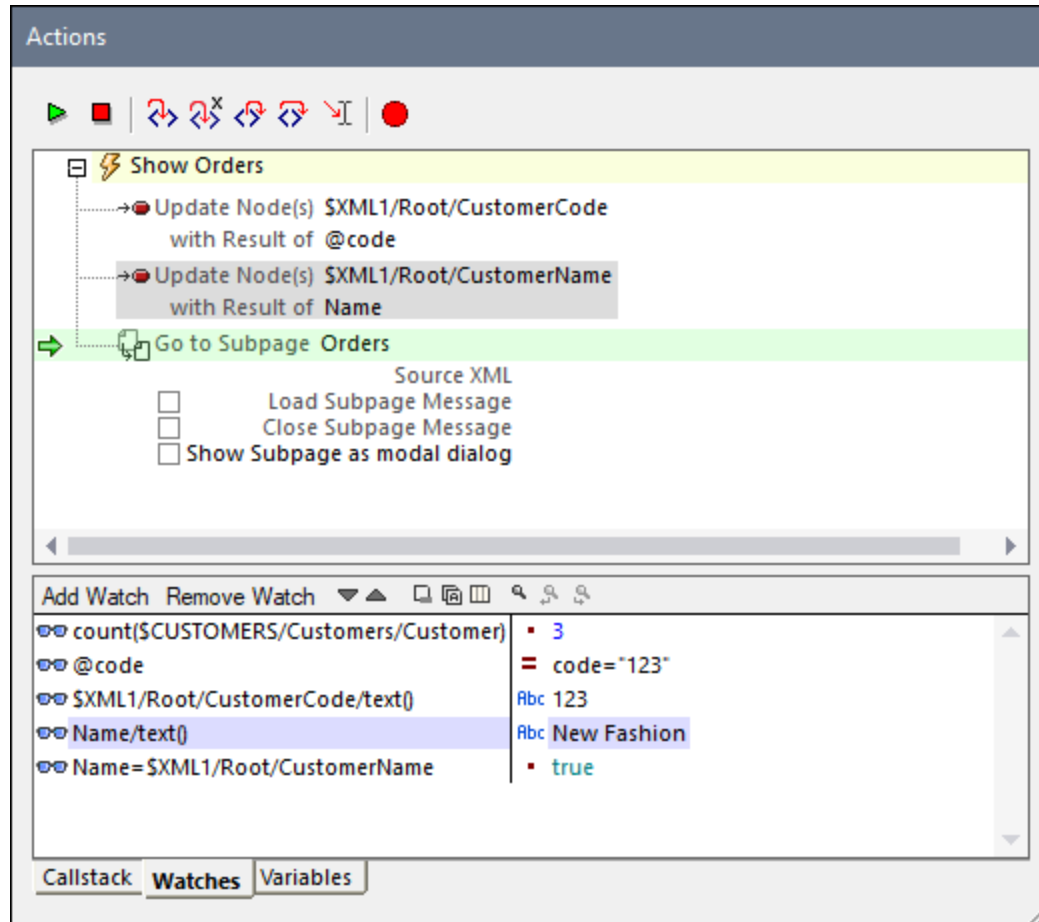 Actions
Show Orders
Update Node(s) $XML1/Root/CustomerCode
with Result of @code
Update Node(s) $XML1/Root/CustomerName
with Result of Name
Go to Subpage Orders
Source XML
Load Subpage Message
Close Subpage Message
Show Subpage as modal dialog
Add Watch Remove Watch
count($CUSTOMERS/Customers/Customer) 3
@code = code="123"
$XML1/Root/CustomerCode/text() Abc 123
Name/text() Abc New Fashion
Name=$XML1/Root/CustomerName true
Callstack Watches Variables